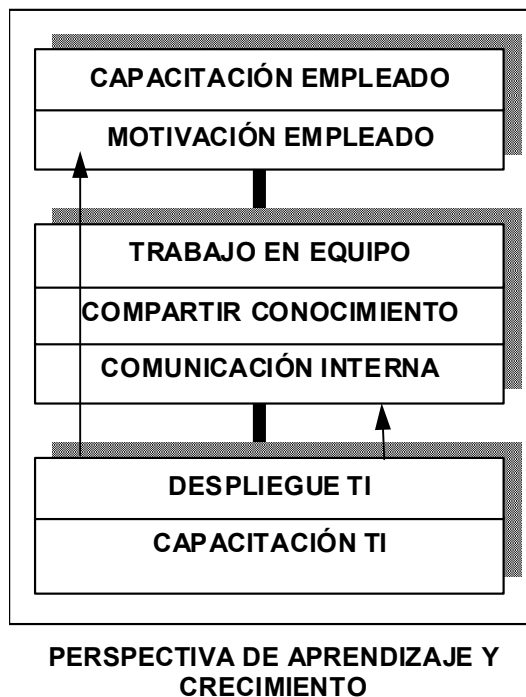 CAPACITACIÓN EMPLEADO
MOTIVACIÓN EMPLEADO
TRABAJO EN EQUIPO
COMPARTIR CONOCIMIENTO
COMUNICACIÓN INTERNA
DESPLIEGUE TI
CAPACITACIÓN TI
PERSPECTIVA DE APRENDIZAJE Y
CRECIMIENTO